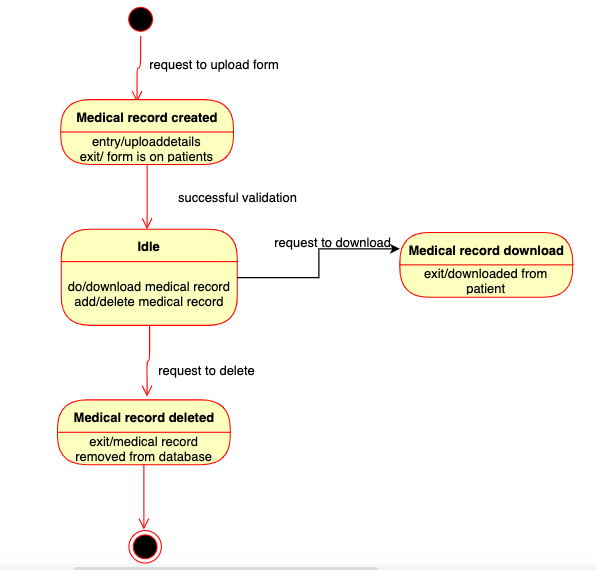 request to upload form
Medical record created
entry/uploaddetails
exit/ form is on patients
successful validation
Idle
do/download medical record
add/delete medical record
request to download
Medical record download
exit/downloaded from
patient
request to delete
Medical record deleted
exit/medical record
removed from database